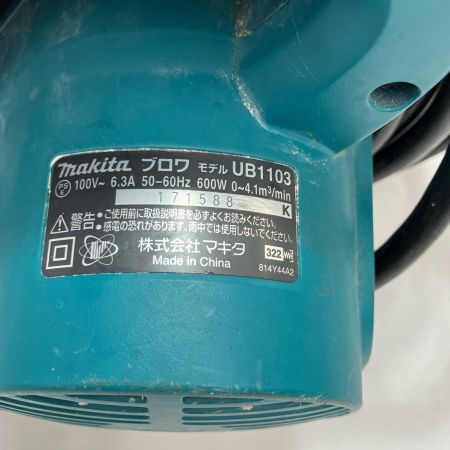 makita ブロワ モデル UB1103
PS E 100V~ 6.3A 50-60Hz 600W 0~4.1m³/min
171588 K
警告・ご使用前に取扱説明書を必ずよくお読みください。
感電の恐れがあります。雨中では使用しないでください。
株式会社マキタ 322
Made in China 814Y44A2